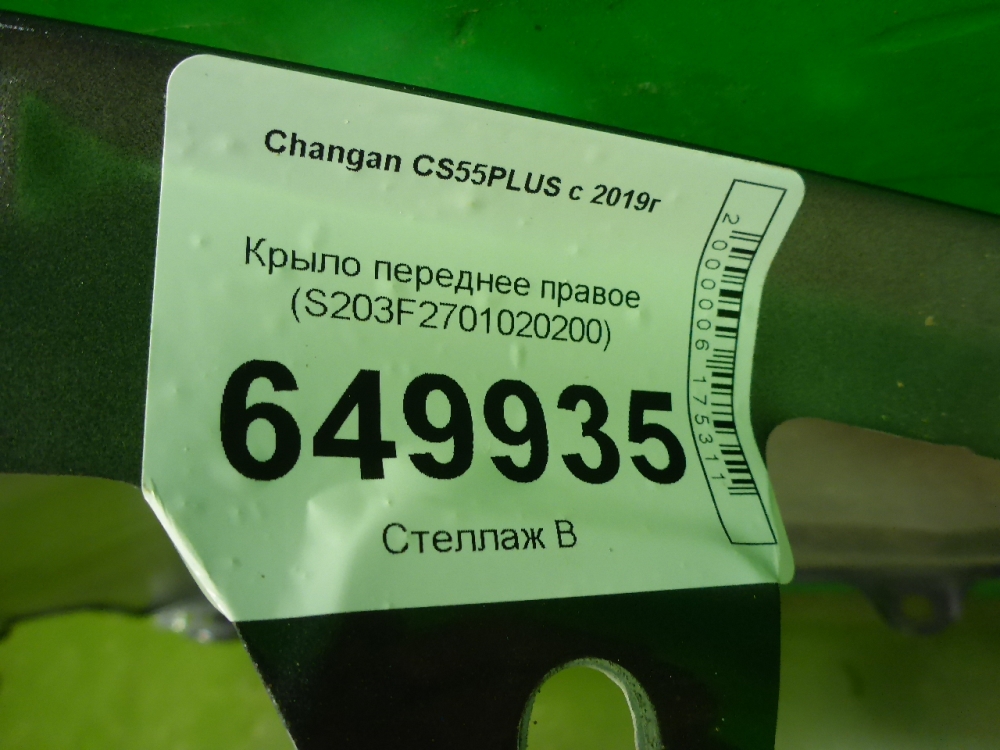 Changan CS55PLUS с 2019г
Крыло переднее правое
(S203F2701020200)
649935
Стеллаж В
2000006175311